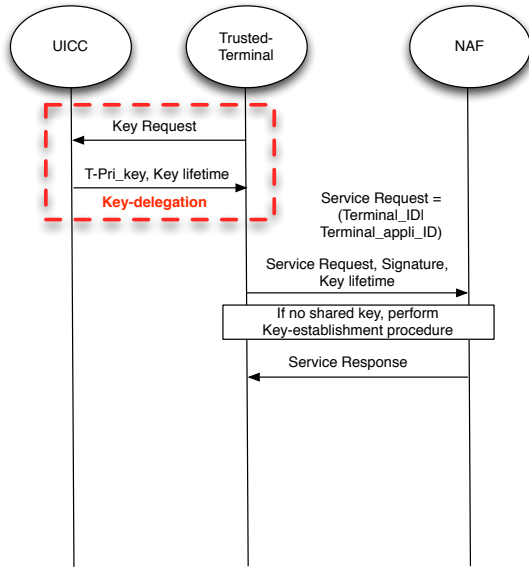 UICC
Trusted-
Terminal
NAF
Key Request
T-Pri_key, Key lifetime
Key-delegation
Service Request =
(Terminal_ID|
Terminal_appli_ID)
Service Request, Signature,
Key lifetime
If no shared key, perform
Key-establishment procedure
Service Response